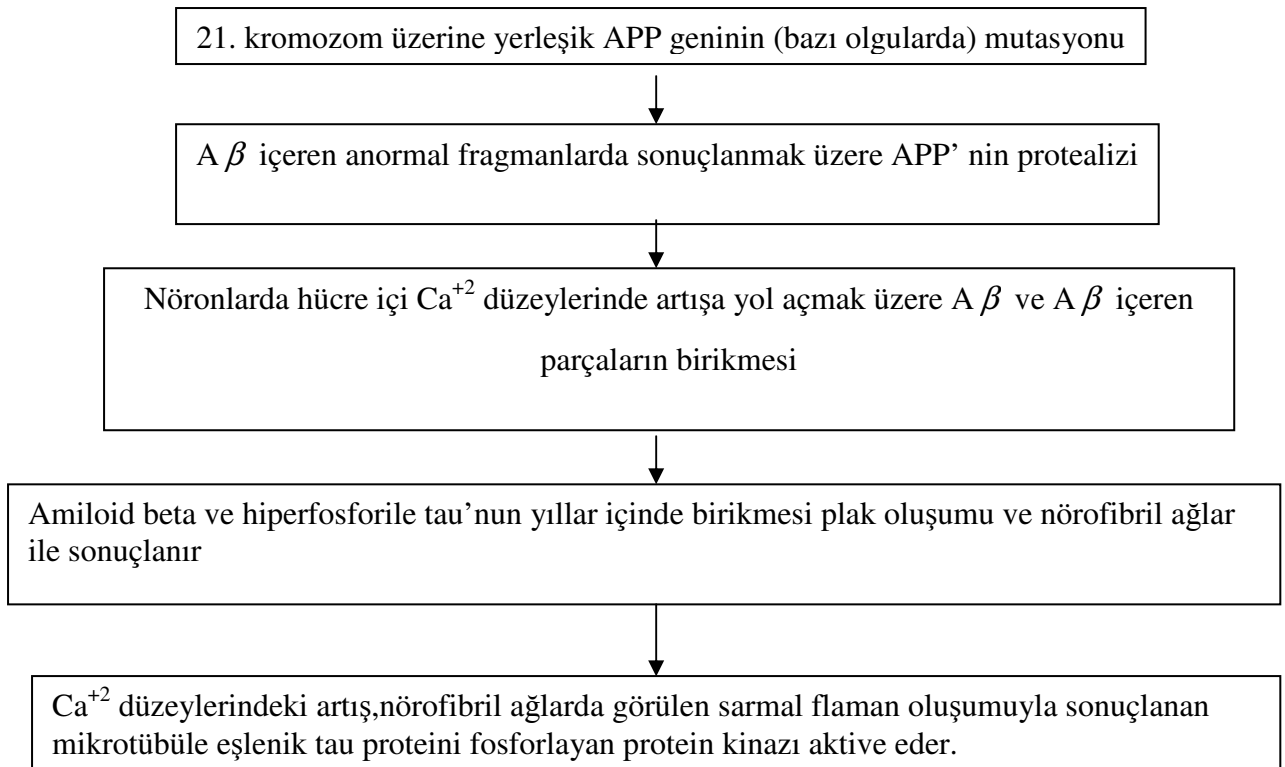 21. kromozom üzerine yerleşik APP geninin (bazı olgularda) mutasyonu
A β içeren anormal fragmanlarda sonuçlanmak üzere APP’ nin protealizi
Nöronlarda hücre içi Ca⁺² düzeylerinde artışa yol açmak üzere A β ve A β içeren
parçaların birikmesi
Amiloid beta ve hiperfosforile tau’nun yıllar içinde birikmesi plak oluşumu ve nörofibril ağlar
ile sonuçlanır
Ca⁺² düzeylerindeki artış,nörofibril ağlarda görülen sarmal flaman oluşumuyla sonuçlanan
mikrotübüle eşlenik tau proteini fosforlayan protein kinazı aktive eder.